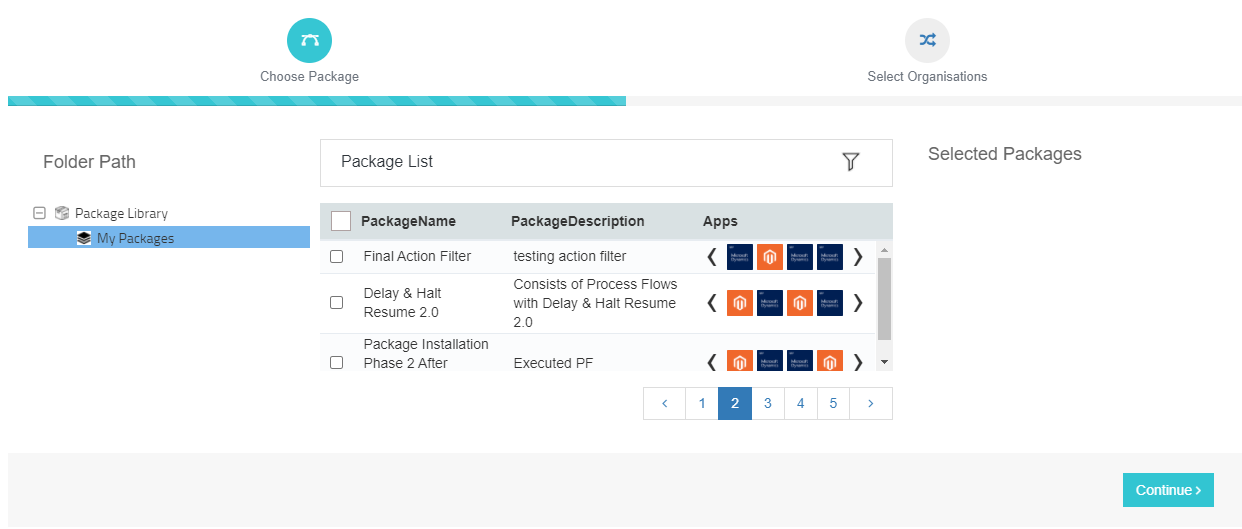 Choose Package
Select Organisations
Folder Path
Package Library
My Packages
Package List
PackageName PackageDescription Apps
Final Action Filter testing action filter
Delay & Halt
Resume 2.0
Consists of Process Flows
with Delay & Halt Resume
2.0
Package Installation
Phase 2 After
Executed PF
< 1 2 3 4 5 >
Selected Packages
Continue >